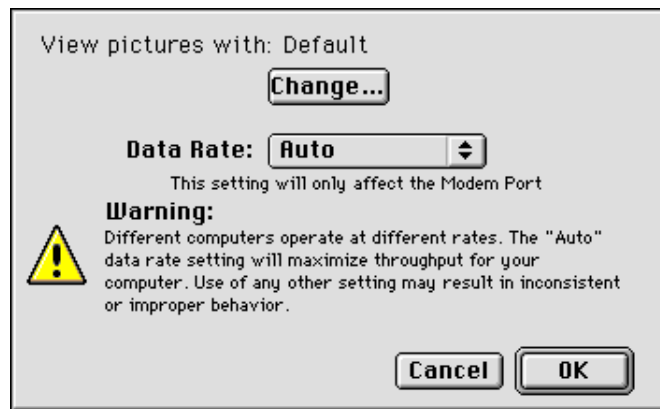 View pictures with: Default
Change...
Data Rate: Auto
This setting will only affect the Modem Port
Warning:
Different computers operate at different rates. The "Auto"
data rate setting will maximize throughput for your
computer. Use of any other setting may result in inconsistent
or improper behavior.
Cancel OK